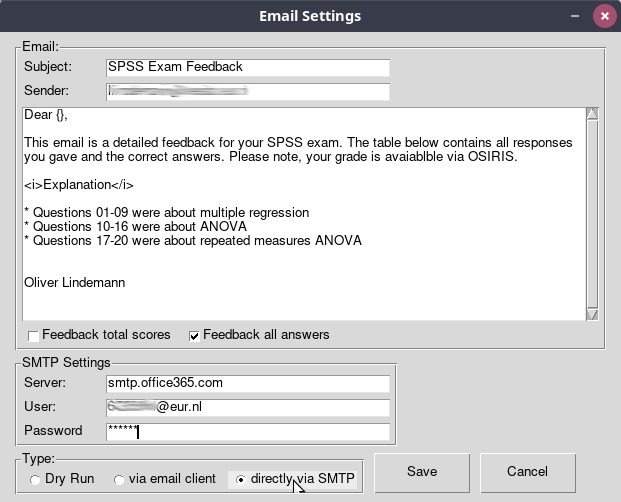 Email Settings
Email:
Subject: SPSS Exam Feedback
Sender:
Dear {},
This email is a detailed feedback for your SPSS exam. The table below contains all responses
you gave and the correct answers. Please note, your grade is avaiablble via OSIRIS.
<i>Explanation</i>
* Questions 01-09 were about multiple regression
* Questions 10-16 were about ANOVA
* Questions 17-20 were about repeated measures ANOVA
Oliver Lindemann
Feedback total scores Feedback all answers
SMTP Settings
Server: smtp.office365.com
User: @eur.nl
Password ******
Type:
Dry Run via email client directly via SMTP Save Cancel